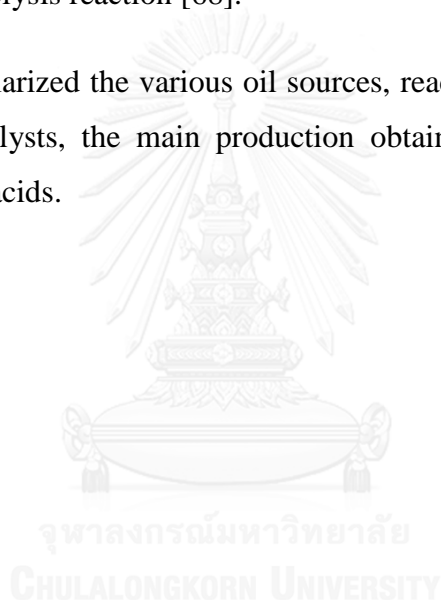 lysis reaction [68].
larized the various oil sources, reac
lysts, the main production obtain
acids.
จุฬาลงกรณ์มหาวิทยาลัย
CHULALONGKORN UNIVERSITY